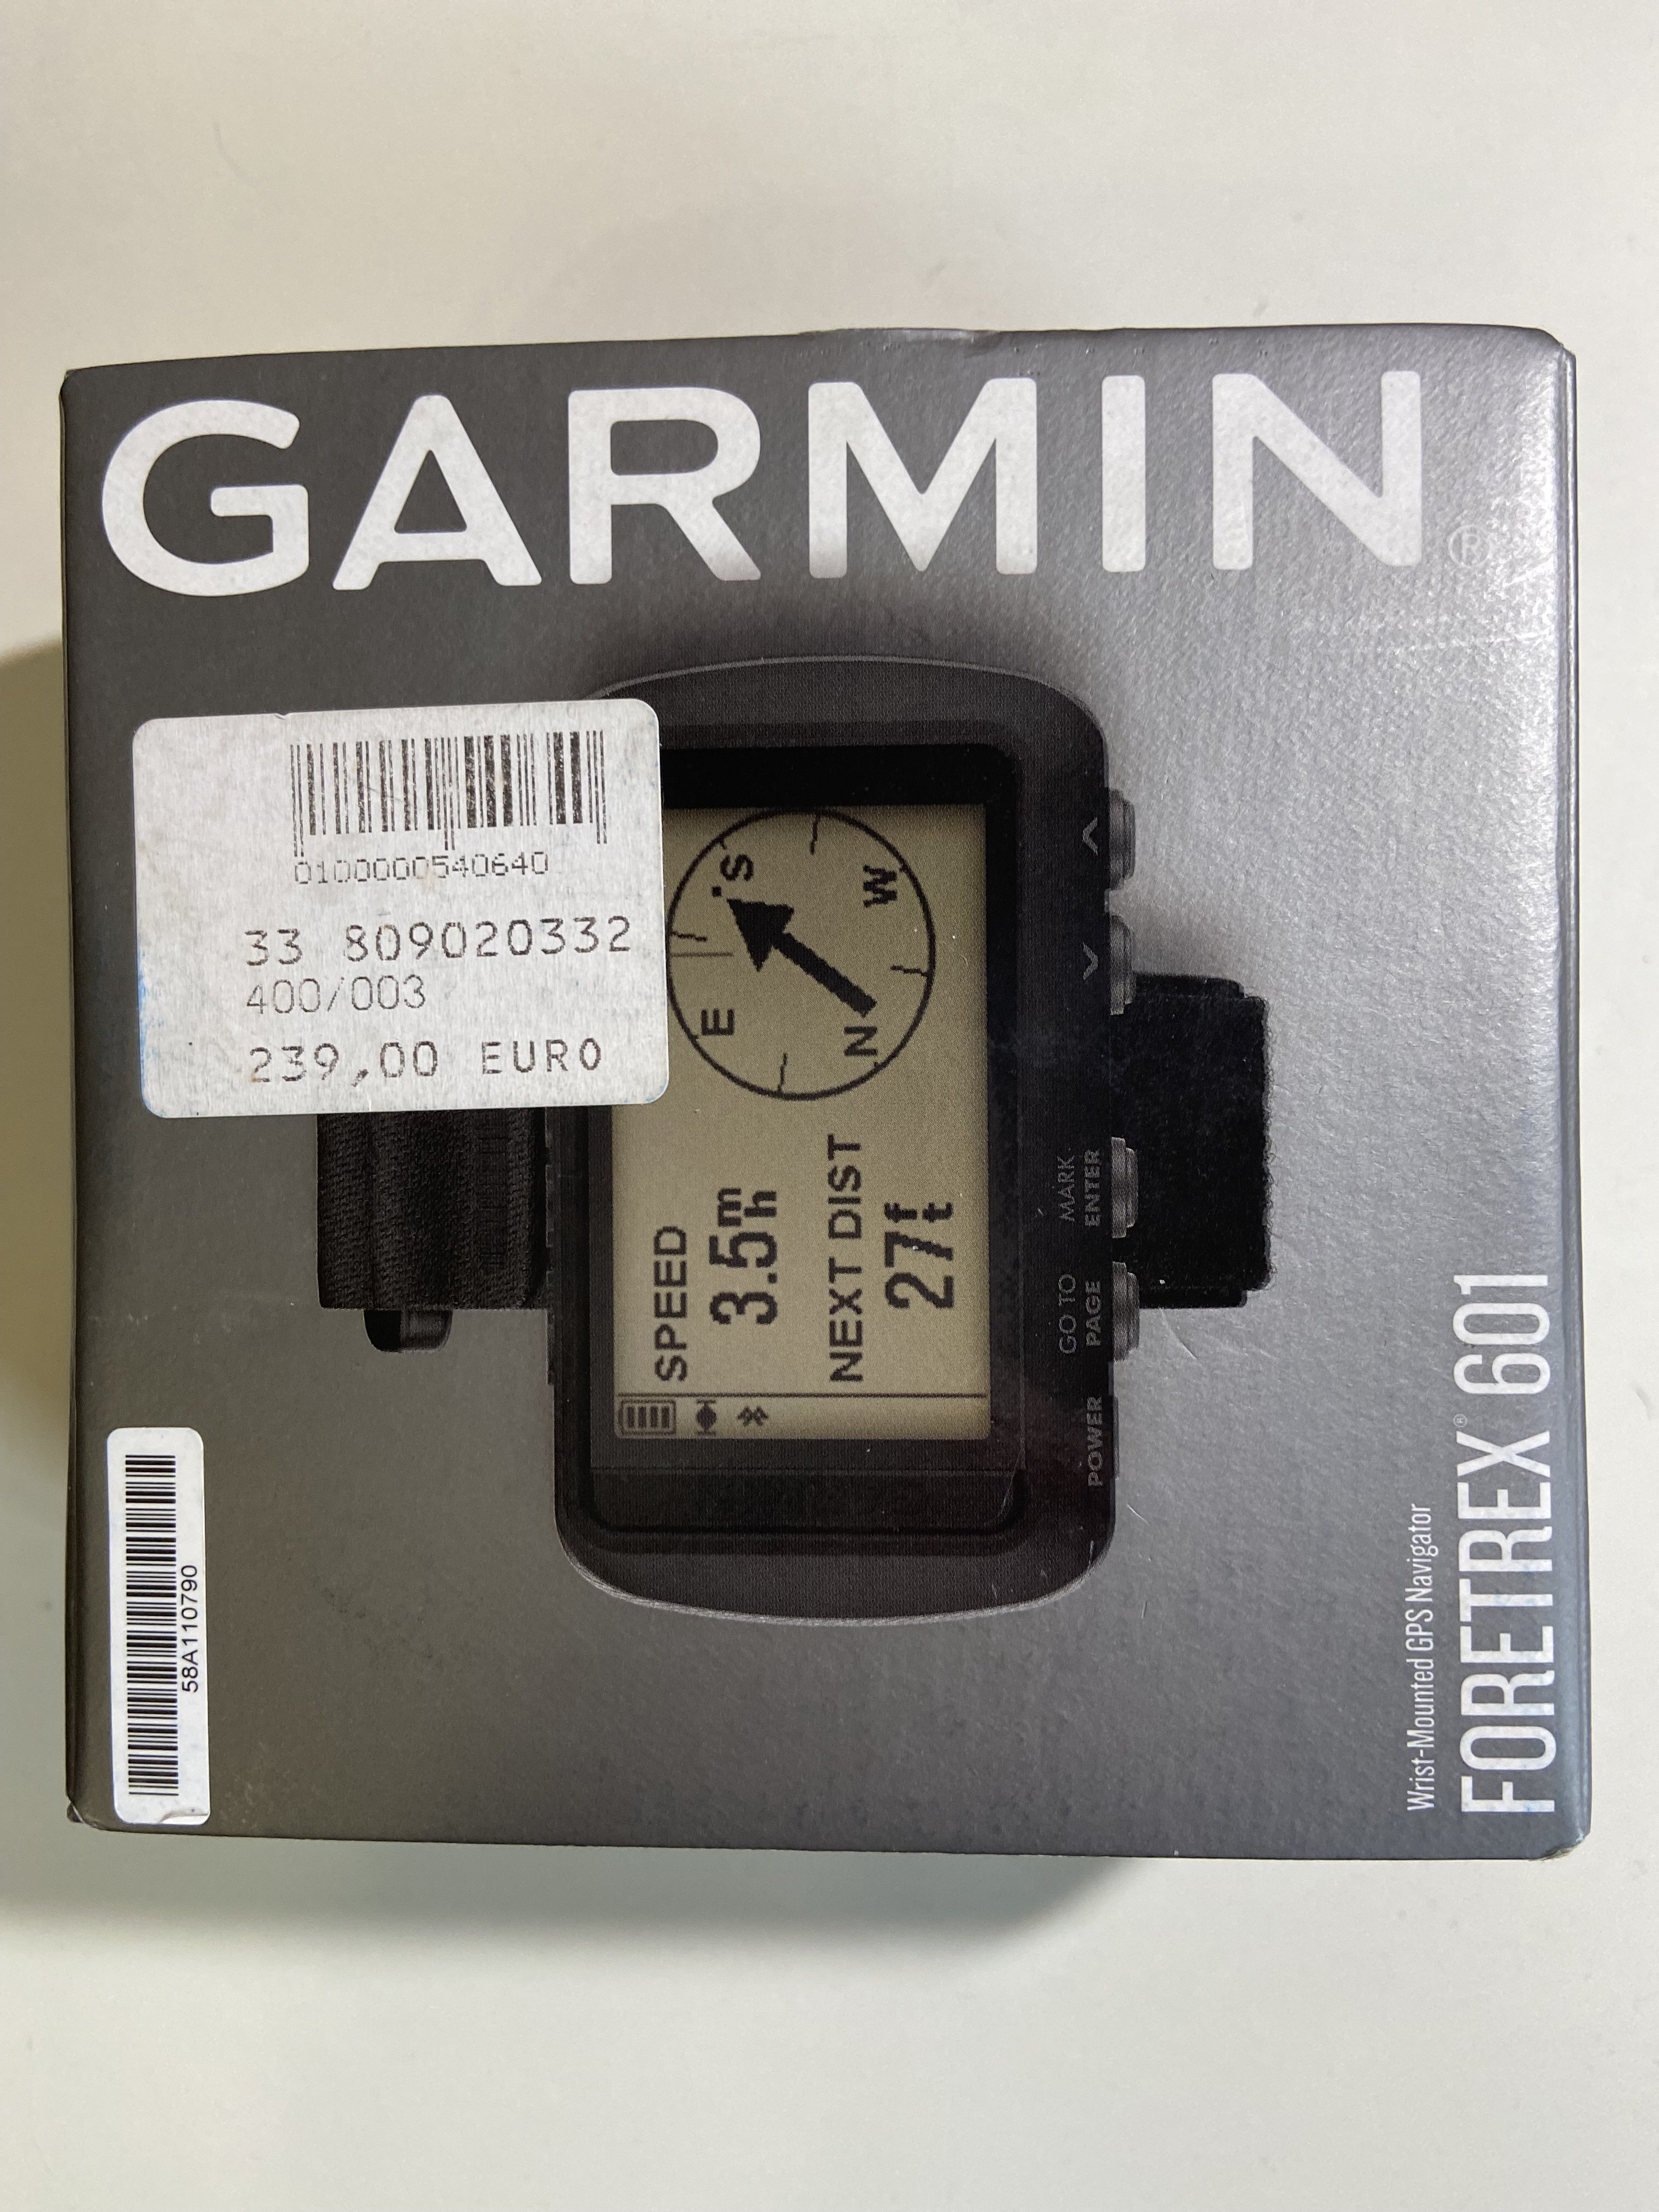 GARMIN®
0100000540640
33 809020332
400/003
239,00 EURO
S
W
E
N
SPEED
3.5mh
NEXT DIST
27ft
POWER
GO TO
PAGE
MARK
ENTER
58A110790
Wrist-Mounted GPS Navigator
FORETREX® 601